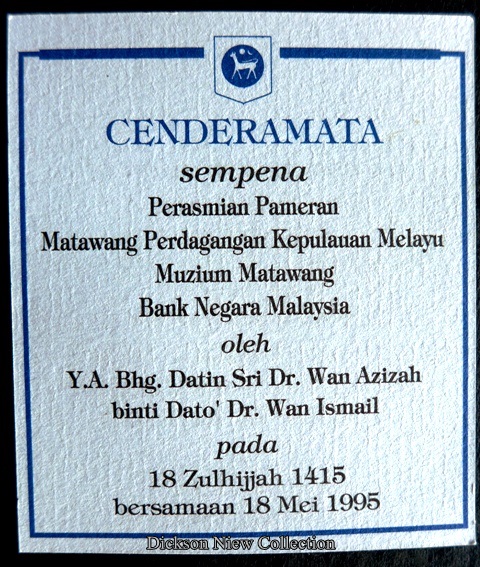 CENDERAMATA
sempena
Perasmian Pameran
Matawang Perdagangan Kepulauan Melayu
Muzium Matawang
Bank Negara Malaysia
oleh
Y.A. Bhg. Datin Sri Dr. Wan Azizah
binti Dato' Dr. Wan Ismail
pada
18 Zulhijjah 1415
bersamaan 18 Mei 1995
Dickson Niew Collection